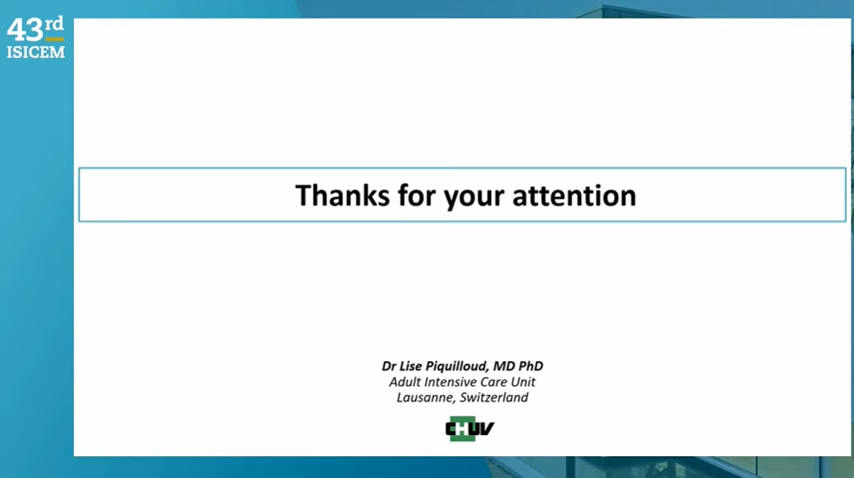 43rd
ISICEM
Thanks for your attention
Dr Lise Piquilloud, MD PhD
Adult Intensive Care Unit
Lausanne, Switzerland
CHUV